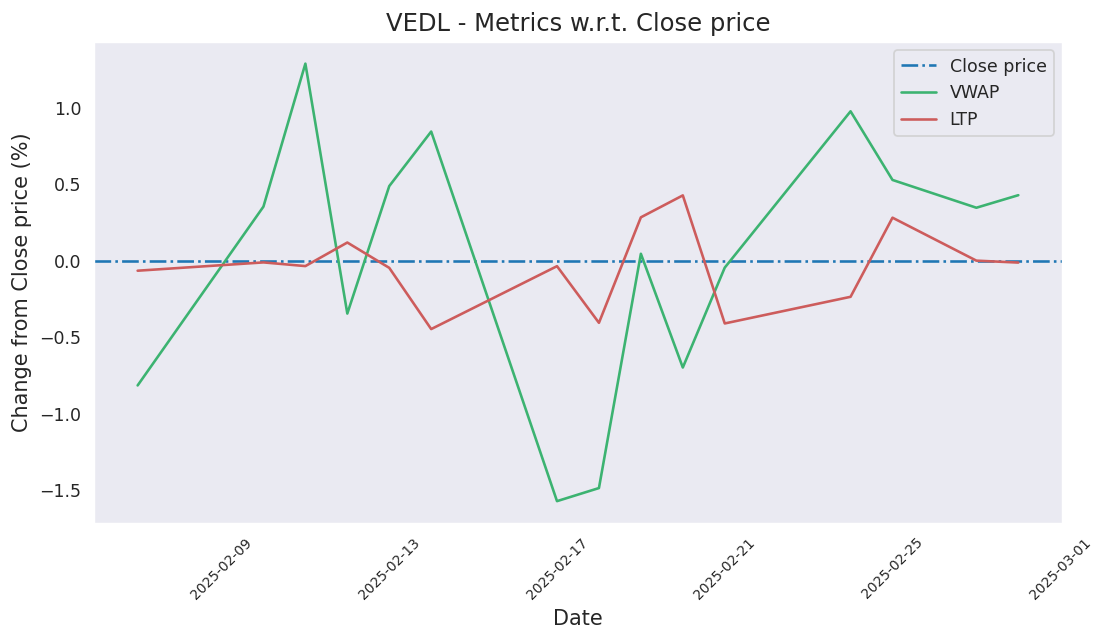 VEDL - Metrics w.r.t. Close price
Close price
VWAP
LTP
Change from Close price (%)
1.0
0.5
0.0
−0.5
−1.0
−1.5
2025-02-09
2025-02-13
2025-02-17
2025-02-21
2025-02-25
2025-03-01
Date